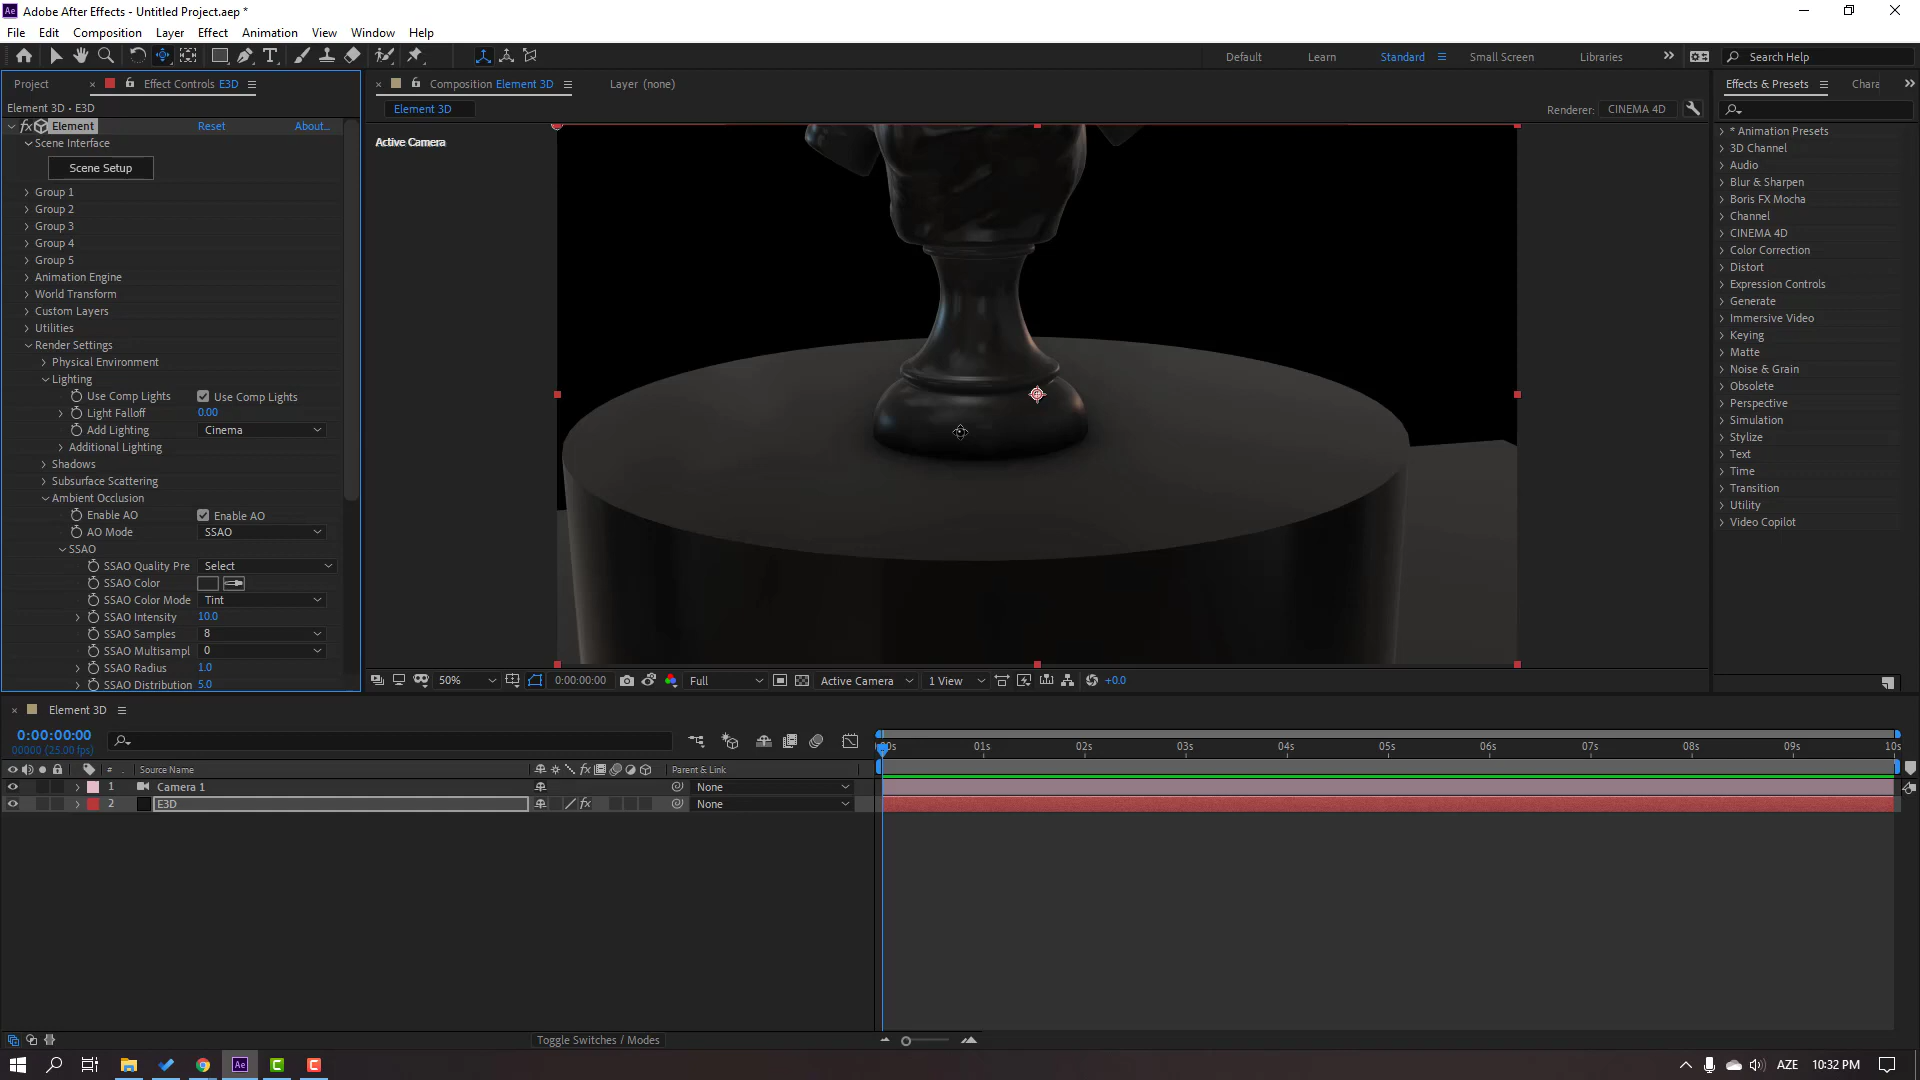 Adobe After Effects - Untitled Project.aep *
File Edit Composition Layer Effect Animation View Window Help
Default Learn Standard Small Screen Libraries Search Help
Project Effect Controls E3D
Composition Element 3D Layer (none)
Effects & Presets Chara
Element 3D • E3D
Element 3D
Renderer: CINEMA 4D
Element Reset About...
Scene Interface
Scene Setup
Group 1
Group 2
Group 3
Group 4
Group 5
Animation Engine
World Transform
Custom Layers
Utilities
Render Settings
Physical Environment
Lighting
Use Comp Lights Use Comp Lights
Light Falloff 0.00
Add Lighting Cinema
Additional Lighting
Shadows
Subsurface Scattering
Ambient Occlusion
Enable AO Enable AO
AO Mode SSAO
SSAO
SSAO Quality Pre Select
SSAO Color
SSAO Color Mode Tint
SSAO Intensity 10.0
SSAO Samples 8
SSAO Multisampl 0
SSAO Radius 1.0
SSAO Distribution 5.0
Active Camera
50% 0:00:00:00 Full Active Camera 1 View +0.0
* Animation Presets
3D Channel
Audio
Blur & Sharpen
Boris FX Mocha
Channel
CINEMA 4D
Color Correction
Distort
Expression Controls
Generate
Immersive Video
Keying
Matte
Noise & Grain
Obsolete
Perspective
Simulation
Stylize
Text
Time
Transition
Utility
Video Copilot
Element 3D
0:00:00:00
00000 (25.00 fps)
01s 02s 03s 04s 05s 06s 07s 08s 09s 10s
# Source Name Parent & Link
1 Camera 1 None
2 E3D None
Toggle Switches / Modes
AZE 10:32 PM